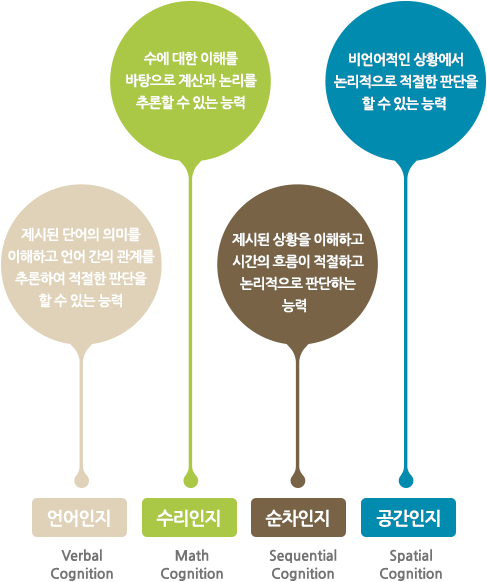 수에 대한 이해를
바탕으로 계산과 논리를
추론할 수 있는 능력
비언어적인 상황에서
논리적으로 적절한 판단을
할 수 있는 능력
제시된 단어의 의미를
이해하고 언어 간의 관계를
추론하여 적절한 판단을
할 수 있는 능력
제시된 상황을 이해하고
시간의 흐름이 적절하고
논리적으로 판단하는
능력
언어인지
Verbal
Cognition
수리인지
Math
Cognition
순차인지
Sequential
Cognition
공간인지
Spatial
Cognition